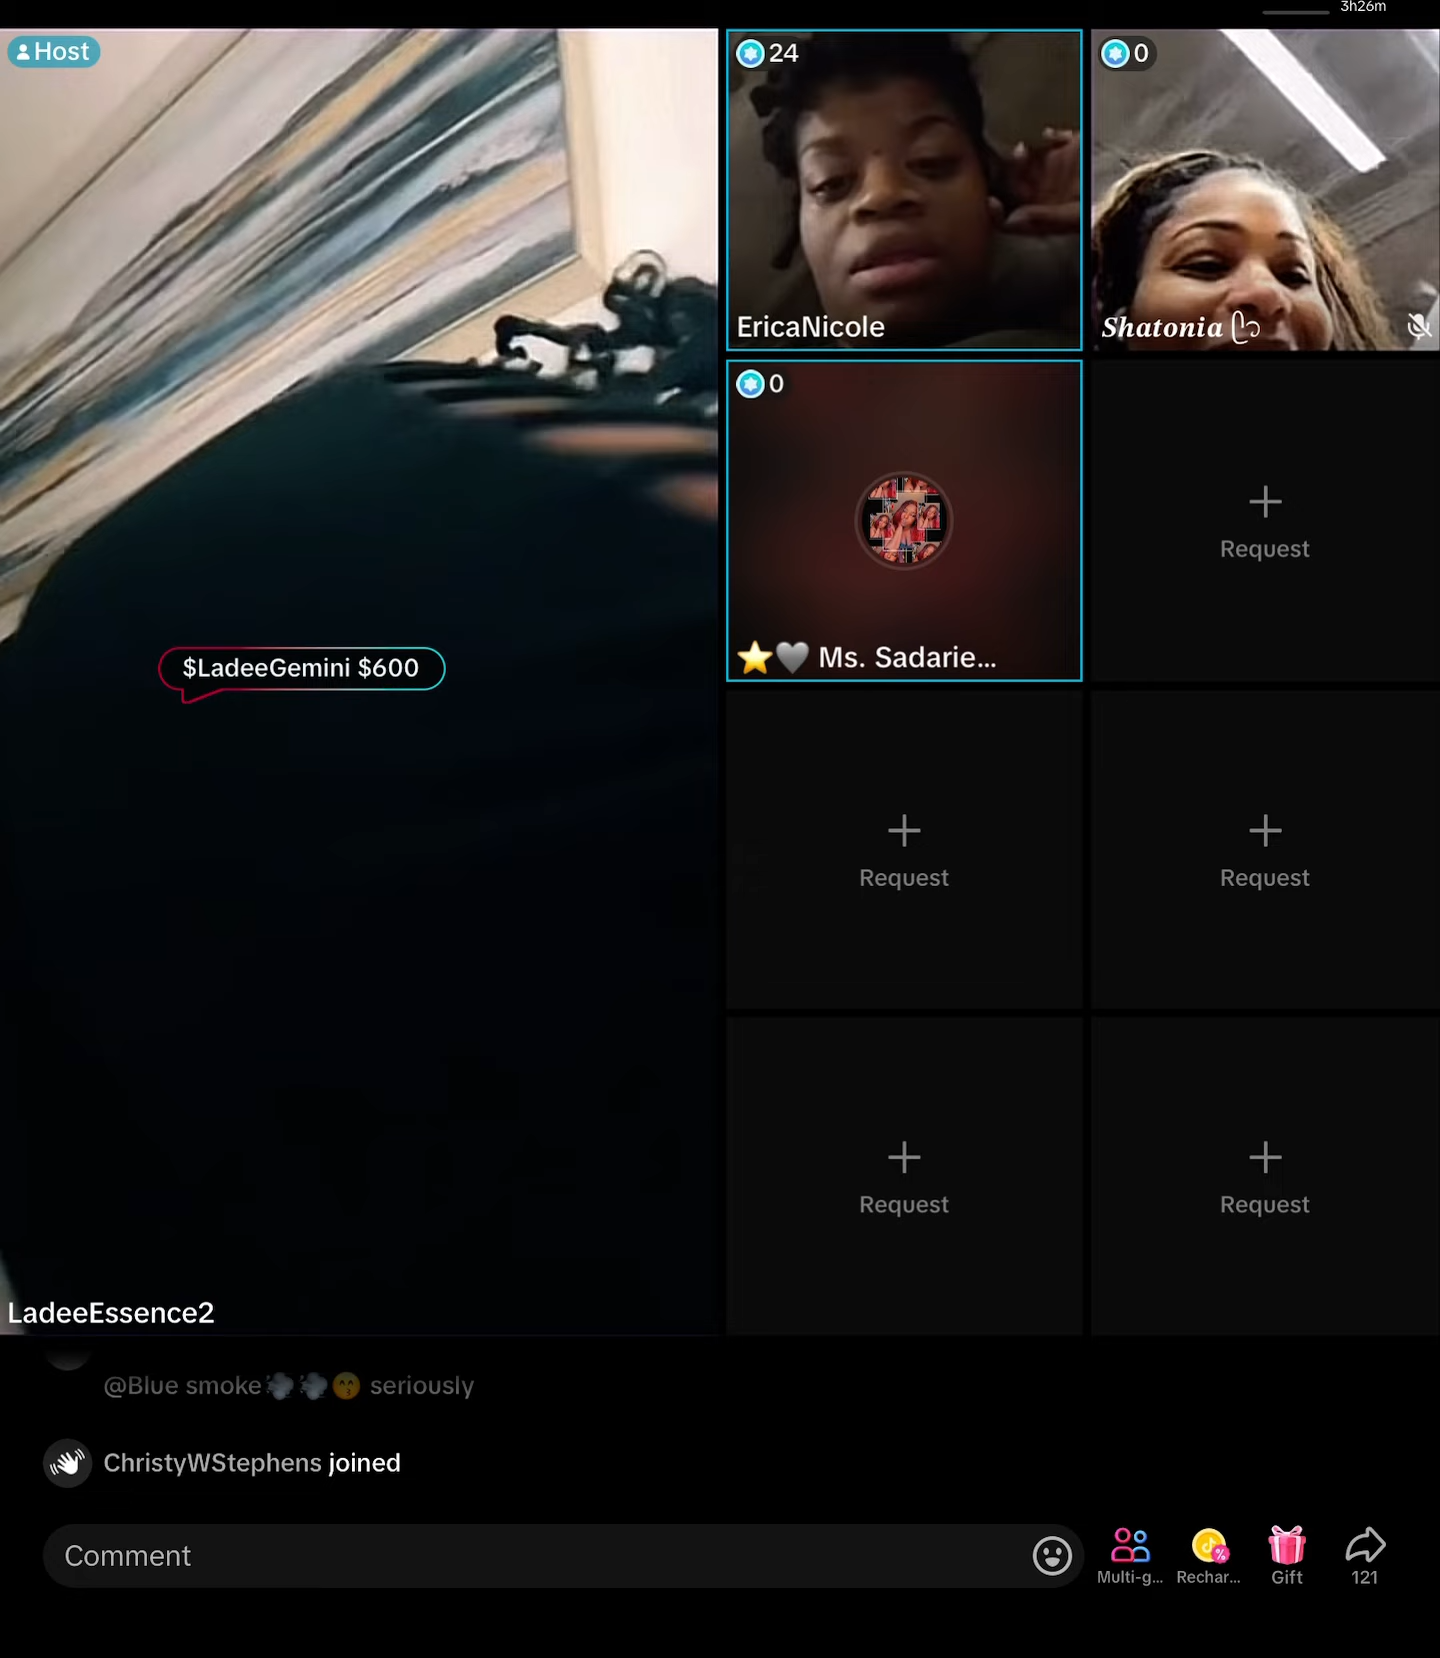 3h26m
Host
24
0
EricaNicole
Shatonia
0
Request
$LadeeGemini $600
⭐🩶 Ms. Sadarie...
Request
Request
Request
Request
LadeeEssence2
@Blue smoke💨💨😙 seriously
ChristyWStephens joined
Comment
Multi-g...
Rechar...
Gift
121